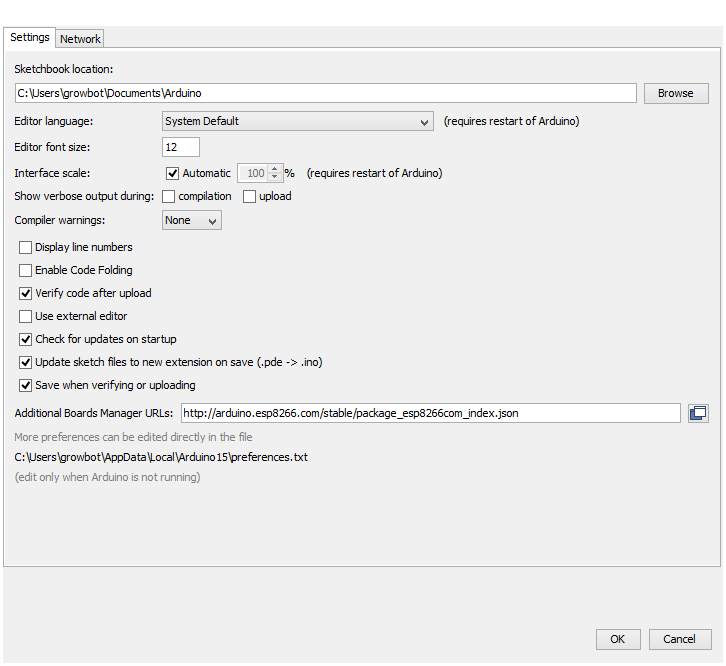 Settings Network
Sketchbook location:
C:\Users\growbot\Documents\Arduino Browse
Editor language: System Default (requires restart of Arduino)
Editor font size: 12
Interface scale: Automatic 100 % (requires restart of Arduino)
Show verbose output during: compilation upload
Compiler warnings: None
Display line numbers
Enable Code Folding
Verify code after upload
Use external editor
Check for updates on startup
Update sketch files to new extension on save (.pde -> .ino)
Save when verifying or uploading
Additional Boards Manager URLs: http://arduino.esp8266.com/stable/package_esp8266com_index.json
More preferences can be edited directly in the file
C:\Users\growbot\AppData\Local\Arduino15\preferences.txt
(edit only when Arduino is not running)
OK Cancel